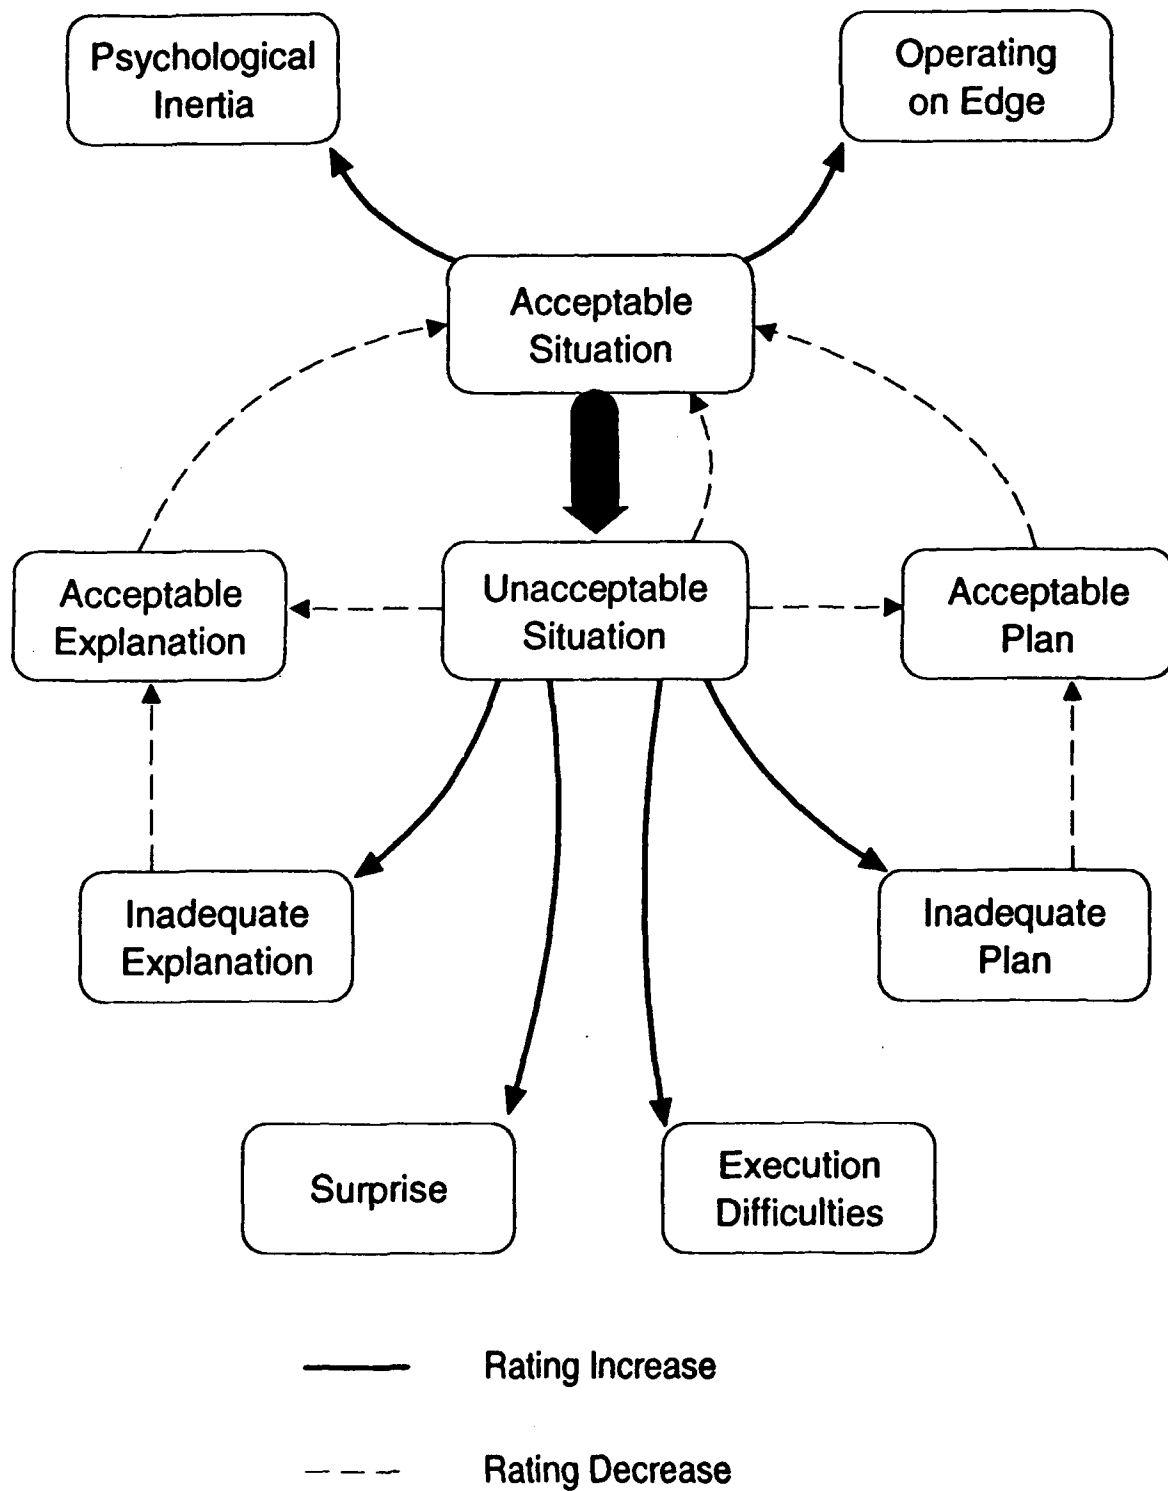 Psychological
Inertia
Operating
on Edge
Acceptable
Situation
Acceptable
Explanation
Unacceptable
Situation
Acceptable
Plan
Inadequate
Explanation
Inadequate
Plan
Surprise
Execution
Difficulties
Rating Increase
Rating Decrease